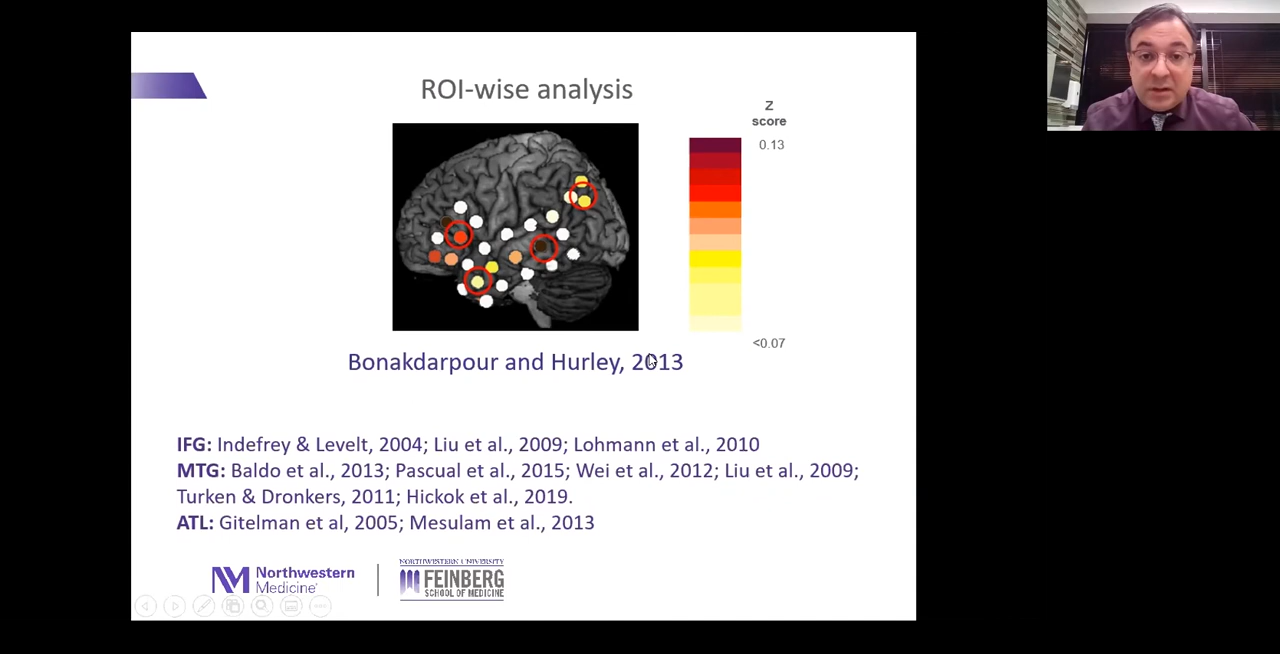 ROI-wise analysis
Z
score
0.13
<0.07
Bonakdarpour and Hurley, 2013
IFG: Indefrey & Levelt, 2004; Liu et al., 2009; Lohmann et al., 2010
MTG: Baldo et al., 2013; Pascual et al., 2015; Wei et al., 2012; Liu et al., 2009;
Turken & Dronkers, 2011; Hickok et al., 2019.
ATL: Gitelman et al, 2005; Mesulam et al., 2013
Northwestern
Medicine
NORTHWESTERN UNIVERSITY
FEINBERG
SCHOOL OF MEDICINE